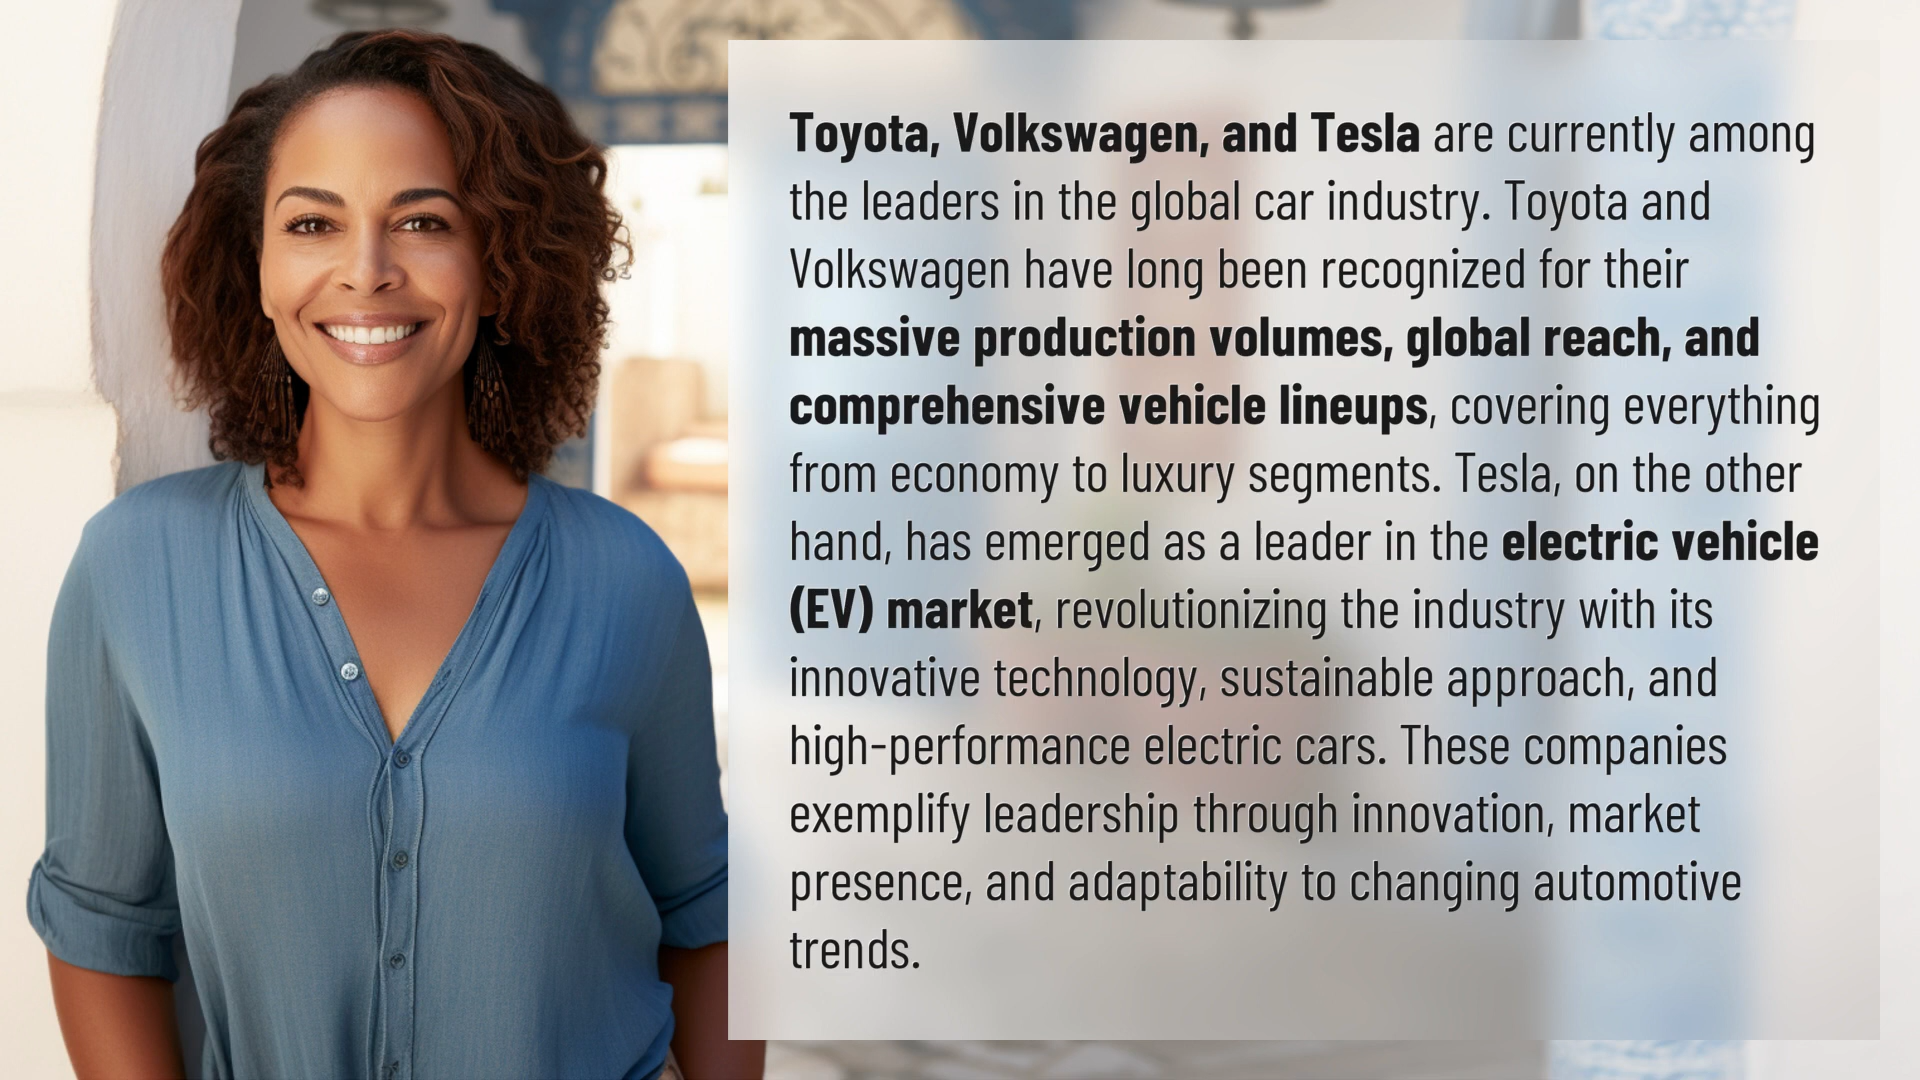 Toyota, Volkswagen, and Tesla are currently among
the leaders in the global car industry. Toyota and
Volkswagen have long been recognized for their
massive production volumes, global reach, and
comprehensive vehicle lineups, covering everything
from economy to luxury segments. Tesla, on the other
hand, has emerged as a leader in the electric vehicle
(EV) market, revolutionizing the industry with its
innovative technology, sustainable approach, and
high-performance electric cars. These companies
exemplify leadership through innovation, market
presence, and adaptability to changing automotive
trends.